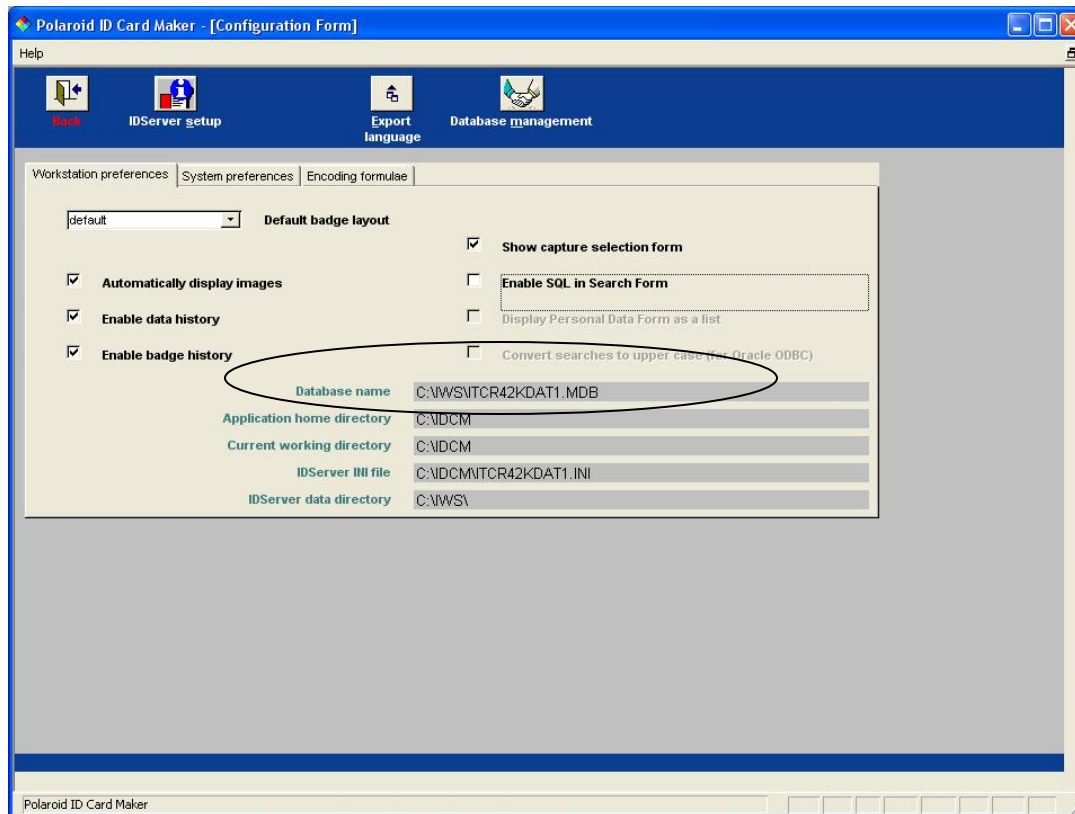 Polaroid ID Card Maker - [Configuration Form]
Help
Back
IDServer setup
Export
language
Database management
Workstation preferences
System preferences
Encoding formulae
default
Default badge layout
Show capture selection form
Automatically display images
Enable SQL in Search Form
Enable data history
Display Personal Data Form as a list
Enable badge history
Convert searches to upper case (for Oracle ODBC)
Database name C:\IWS\ITCR42KDAT1.MDB
Application home directory C:\IDCM
Current working directory C:\IDCM
IDServer INI file C:\IDCM\ITCR42KDAT1.INI
IDServer data directory C:\IWS\
Polaroid ID Card Maker